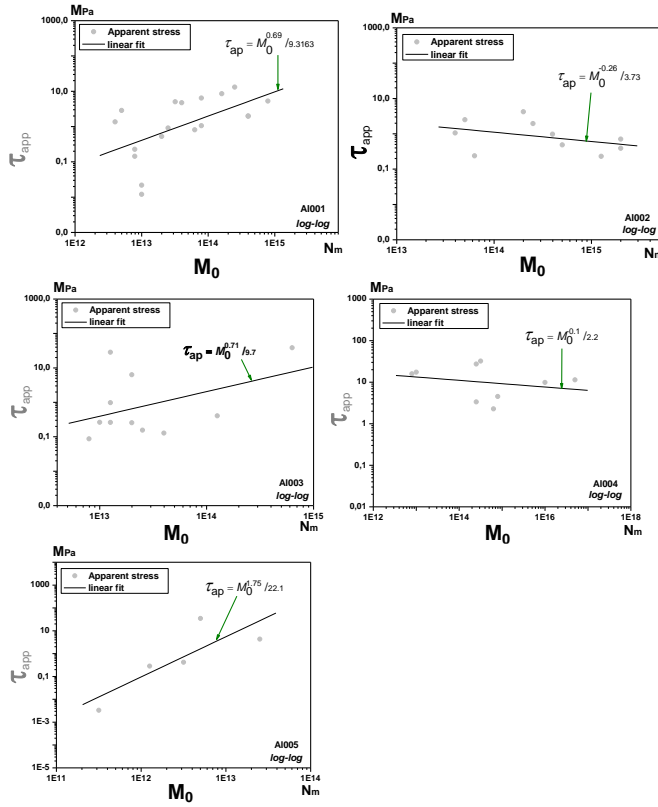 MPa
1000,0
Apparent stress
linear fit
τap = M0^0.69/9.3163
10,0
τapp
0,1
AI001
log-log
0,0
1E12 1E13 1E14 1E15
M0 Nm
MPa
1000,0
Apparent stress
linear fit
τap = M0^-0.26/3.73
10,0
τapp
0,1
AI002
log-log
0,0
1E13 1E14 1E15
M0 Nm
MPa
1000,0
Apparent stress
linear fit
τap = M0^0.71/9.7
10,0
τapp
0,1
AI003
log-log
0,0
1E13 1E14 1E15
M0 Nm
MPa
1000
Apparent stress
linear fit
τap = M0^-0.1/2.2
100
τapp
10
1
0,1
AI004
log-log
0,01
1E12 1E14 1E16 1E18
M0 Nm
MPa
1000
Apparent stress
linear fit
τap = M0^1.75/22.1
10
τapp
0,1
1E-3
AI005
log-log
1E-5
1E11 1E12 1E13 1E14
M0 Nm